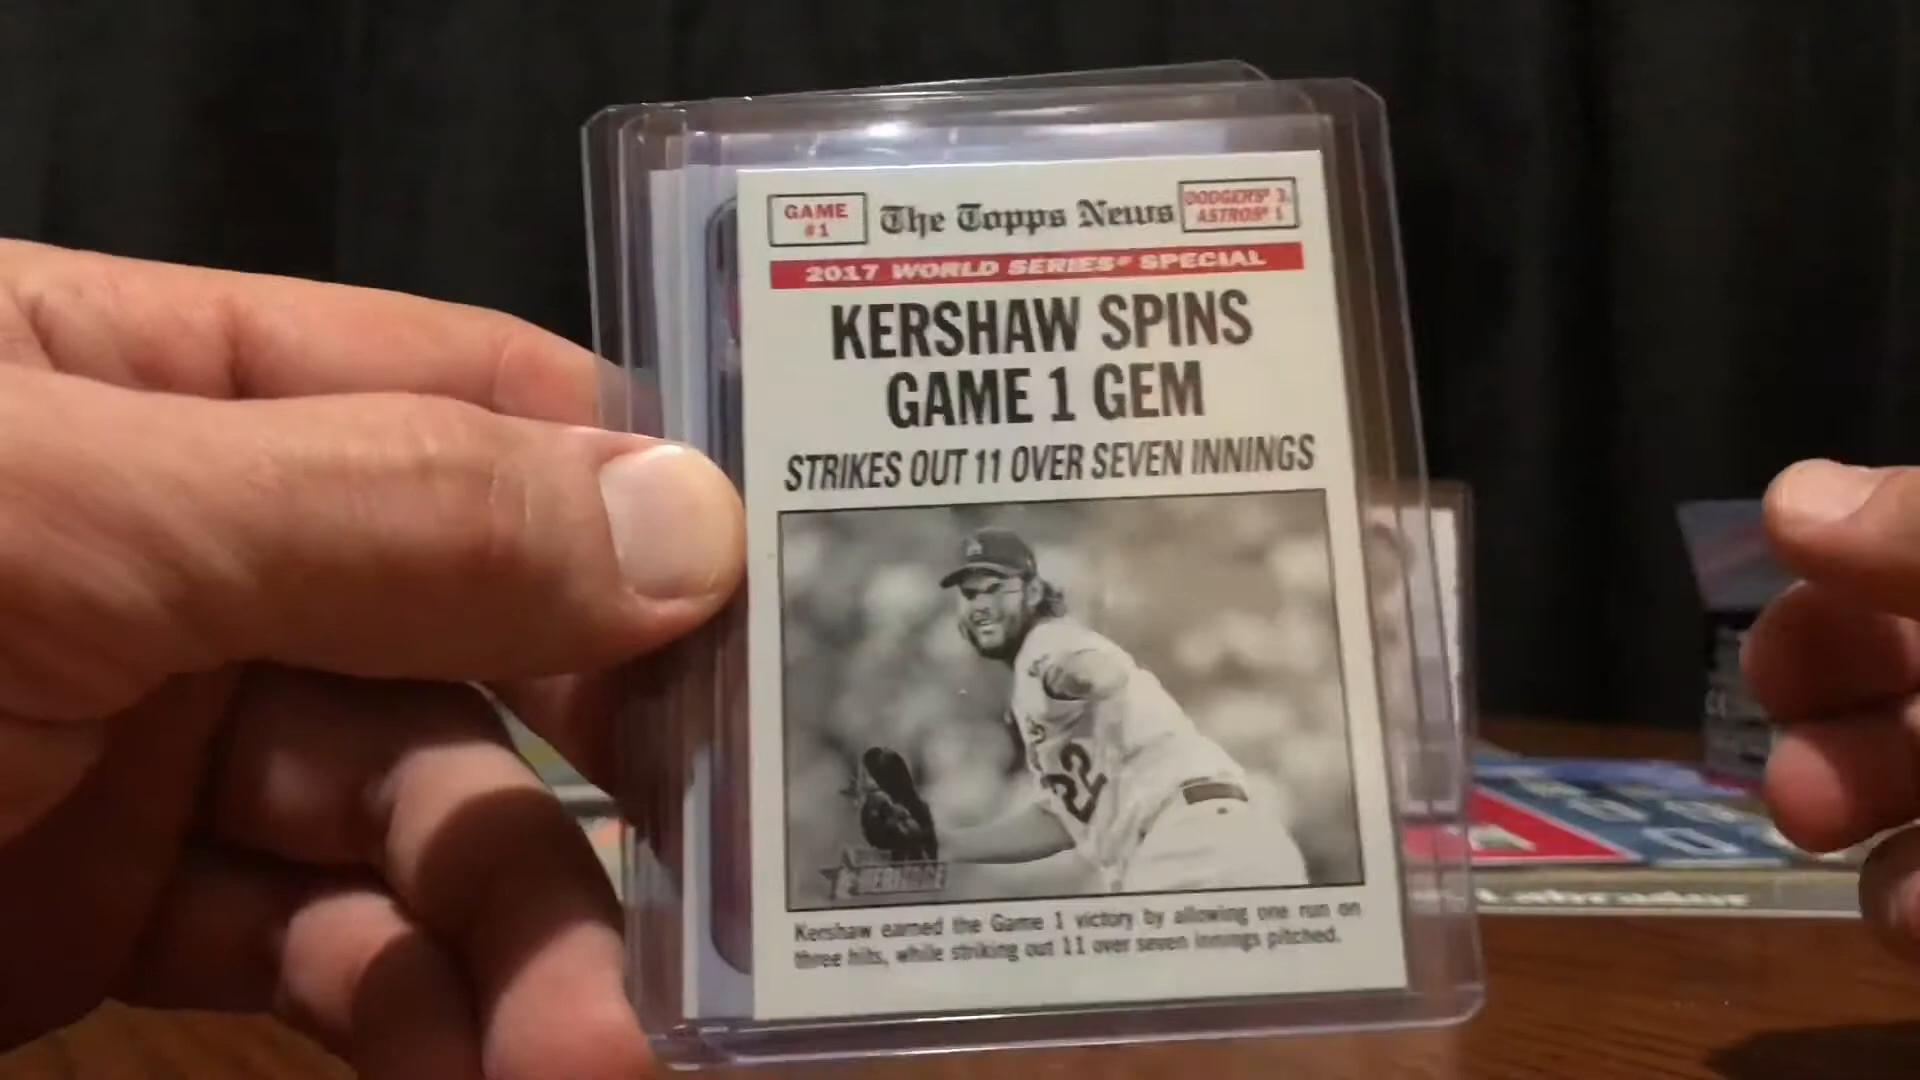 GAME
#1
The Topps News
DODGERS® 3,
ASTROS® 1
2017 WORLD SERIES® SPECIAL
KERSHAW SPINS
GAME 1 GEM
STRIKES OUT 11 OVER SEVEN INNINGS
22
HERITAGE
Kershaw earned the Game 1 victory by allowing one run on
three hits, while striking out 11 over seven innings pitched.
Labrador